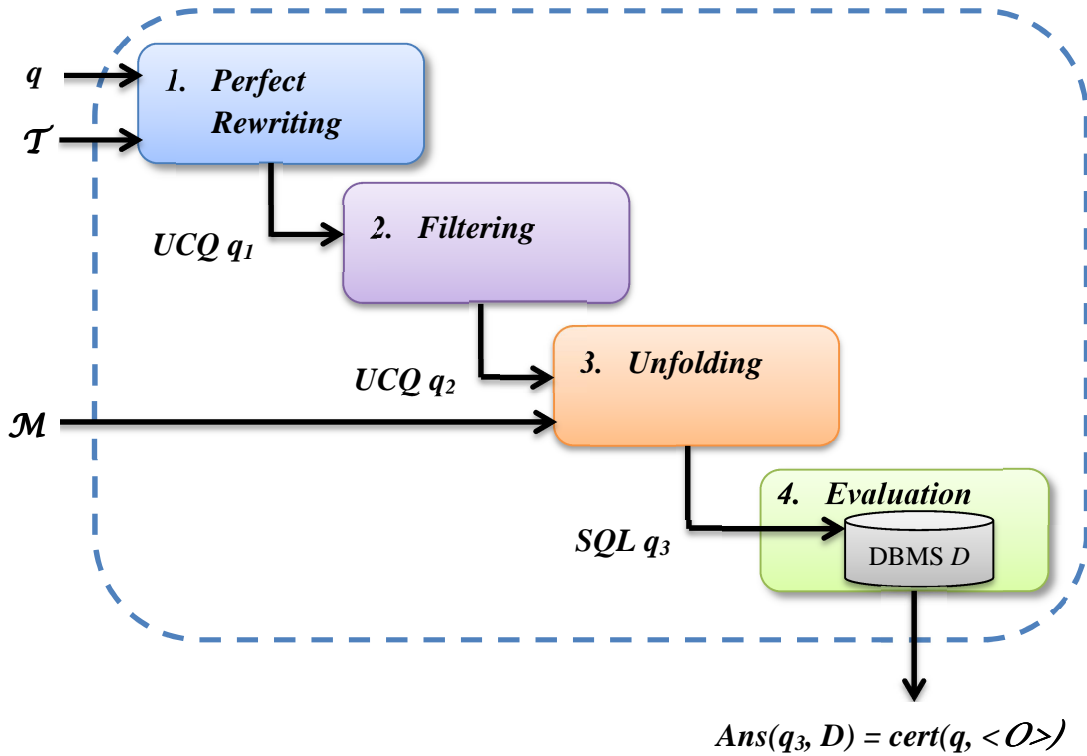 q
𝒯
1. Perfect
Rewriting
UCQ q₁
2. Filtering
UCQ q₂
3. Unfolding
ℳ
SQL q₃
4. Evaluation
DBMS D
Ans(q₃, D) = cert(q, <𝒪>)